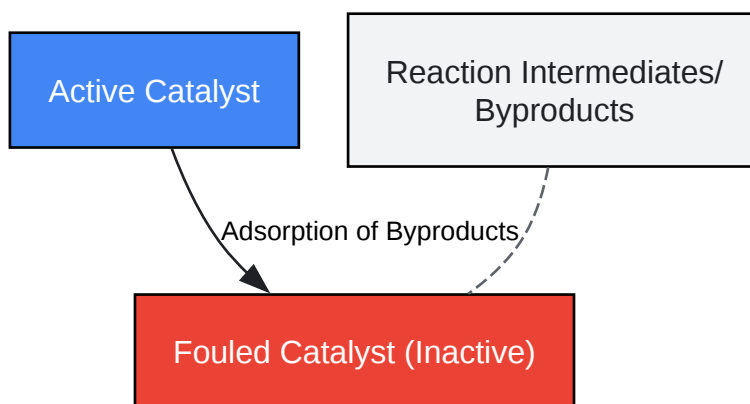 Active Catalyst
Reaction Intermediates/
Byproducts
Adsorption of Byproducts
Fouled Catalyst (Inactive)